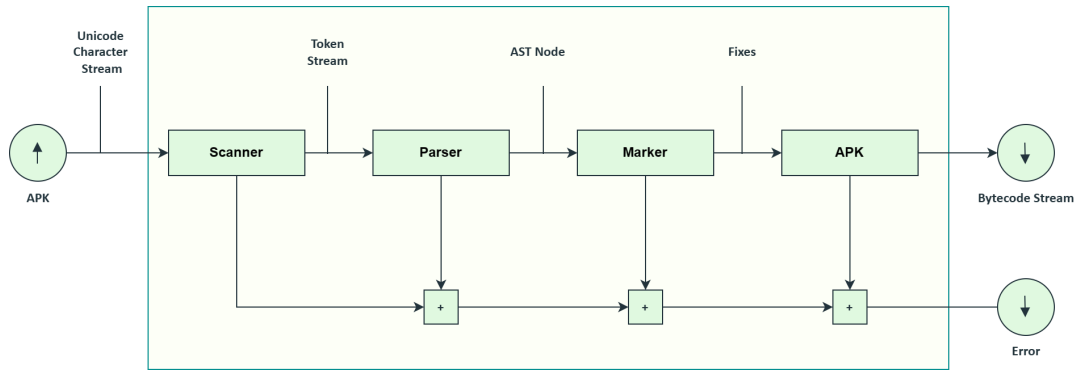 Unicode
Character
Stream
Token
Stream
AST Node
Fixes
Scanner
Parser
Marker
APK
APK
Bytecode Stream
+
+
+
Error